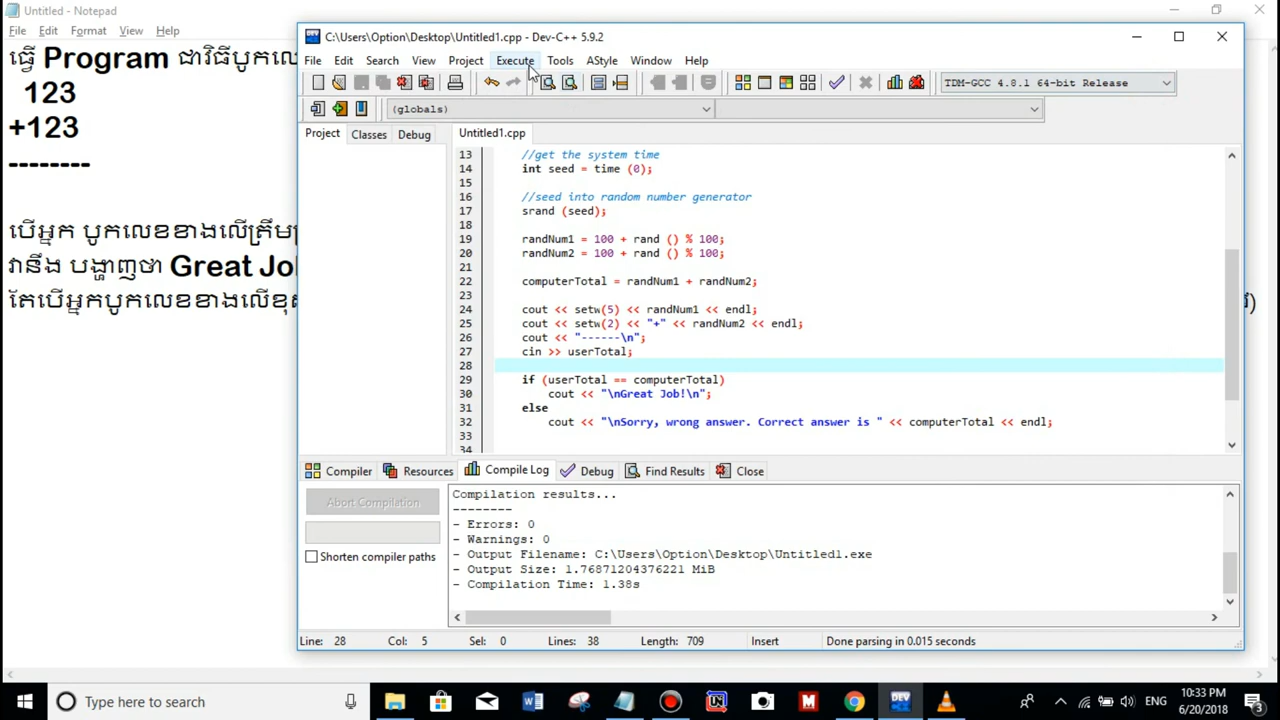 Untitled - Notepad
File Edit Format View Help
ធ្វើ Program ជាវិធីបូកលេ
123
+123
--------
បើអ្នក បូកលេខខាងលើត្រឹម
វានឹង បង្ហាញថា Great Jol
តែបើអ្នកបូកលេខខាងលើខុ
C:\Users\Option\Desktop\Untitled1.cpp - Dev-C++ 5.9.2
File Edit Search View Project Execute Tools AStyle Window Help
TDM-GCC 4.8.1 64-bit Release
(globals)
Project Classes Debug Untitled1.cpp
13 //get the system time
14 int seed = time (0);
15
16 //seed into random number generator
17 srand (seed);
18
19 randNum1 = 100 + rand () % 100;
20 randNum2 = 100 + rand () % 100;
21
22 computerTotal = randNum1 + randNum2;
23
24 cout << setw(5) << randNum1 << endl;
25 cout << setw(2) << "+" << randNum2 << endl;
26 cout << "------\n";
27 cin >> userTotal;
28
29 if (userTotal == computerTotal)
30 cout << "\nGreat Job!\n";
31 else
32 cout << "\nSorry, wrong answer. Correct answer is " << computerTotal << endl;
33
34
Compiler Resources Compile Log Debug Find Results Close
Abort Compilation
Shorten compiler paths
Compilation results...
--------
- Errors: 0
- Warnings: 0
- Output Filename: C:\Users\Option\Desktop\Untitled1.exe
- Output Size: 1.76871204376221 MiB
- Compilation Time: 1.38s
Line: 28 Col: 5 Sel: 0 Lines: 38 Length: 709 Insert Done parsing in 0.015 seconds
Type here to search
ENG
10:33 PM
6/20/2018
3